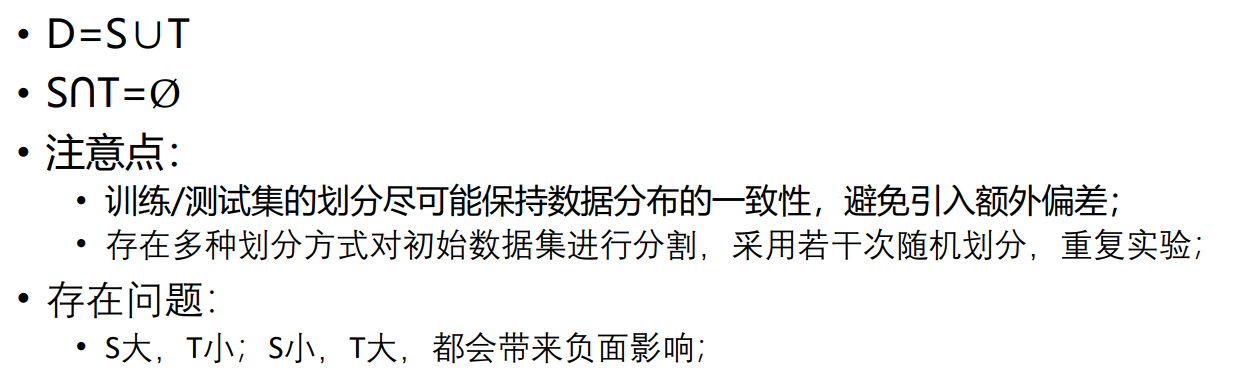 • D=S∪T
• S∩T=∅
• 注意点：
• 训练/测试集的划分尽可能保持数据分布的一致性，避免引入额外偏差；
• 存在多种划分方式对初始数据集进行分割，采用若干次随机划分，重复实验；
• 存在问题：
• S大，T小；S小，T大，都会带来负面影响；